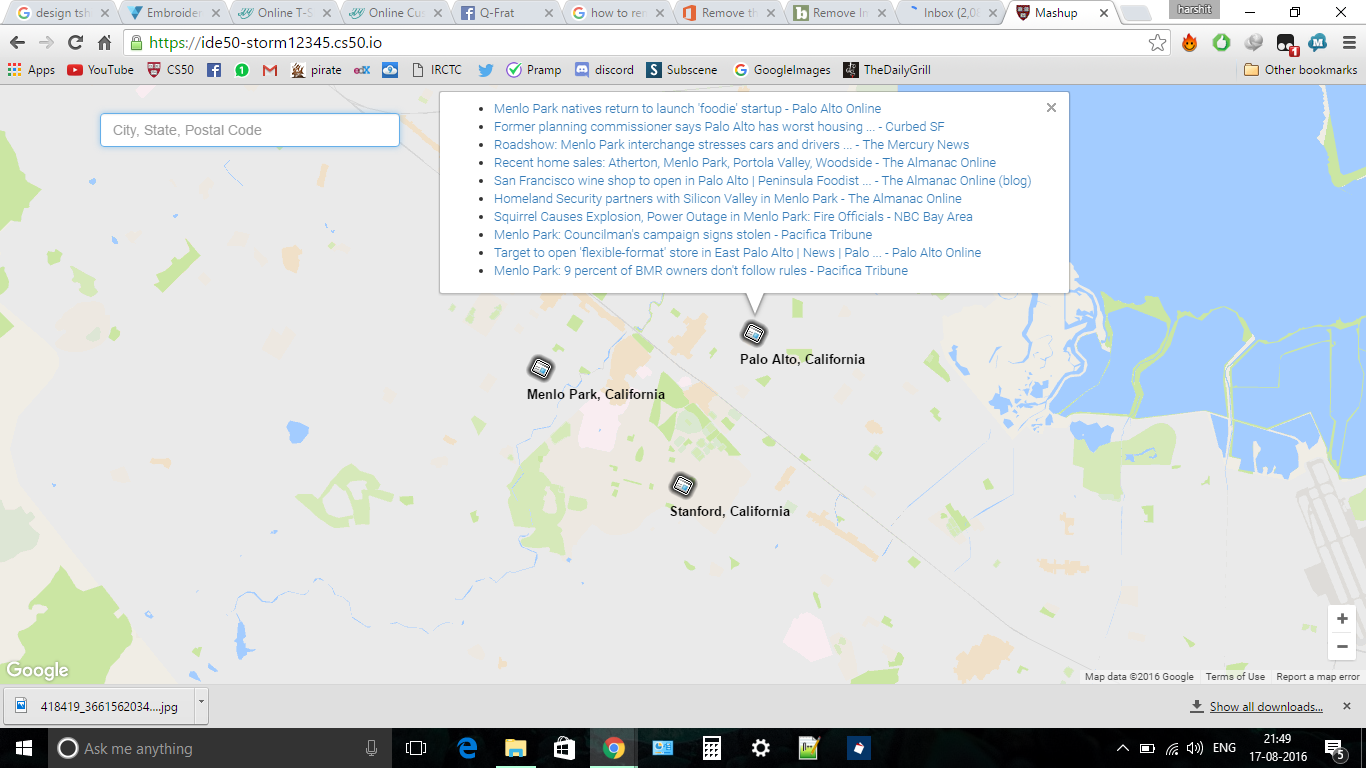 design tsh
Embroider
Online T-S
Online Cus
Q-Frat
how to rem
Remove th
Remove In
Inbox (2,08
Mashup
harshit
https://ide50-storm12345.cs50.io
Apps
YouTube
CS50
pirate
edX
IRCTC
Pramp
discord
Subscene
GoogleImages
TheDailyGrill
Other bookmarks
City, State, Postal Code
Menlo Park natives return to launch 'foodie' startup - Palo Alto Online
Former planning commissioner says Palo Alto has worst housing ... - Curbed SF
Roadshow: Menlo Park interchange stresses cars and drivers ... - The Mercury News
Recent home sales: Atherton, Menlo Park, Portola Valley, Woodside - The Almanac Online
San Francisco wine shop to open in Palo Alto | Peninsula Foodist ... - The Almanac Online (blog)
Homeland Security partners with Silicon Valley in Menlo Park - The Almanac Online
Squirrel Causes Explosion, Power Outage in Menlo Park: Fire Officials - NBC Bay Area
Menlo Park: Councilman's campaign signs stolen - Pacifica Tribune
Target to open 'flexible-format' store in East Palo Alto | News | Palo ... - Palo Alto Online
Menlo Park: 9 percent of BMR owners don't follow rules - Pacifica Tribune
Palo Alto, California
Menlo Park, California
Stanford, California
Google
Map data ©2016 Google
Terms of Use
Report a map error
418419_3661562034....jpg
Show all downloads...
Ask me anything
ENG
21:49
17-08-2016
5